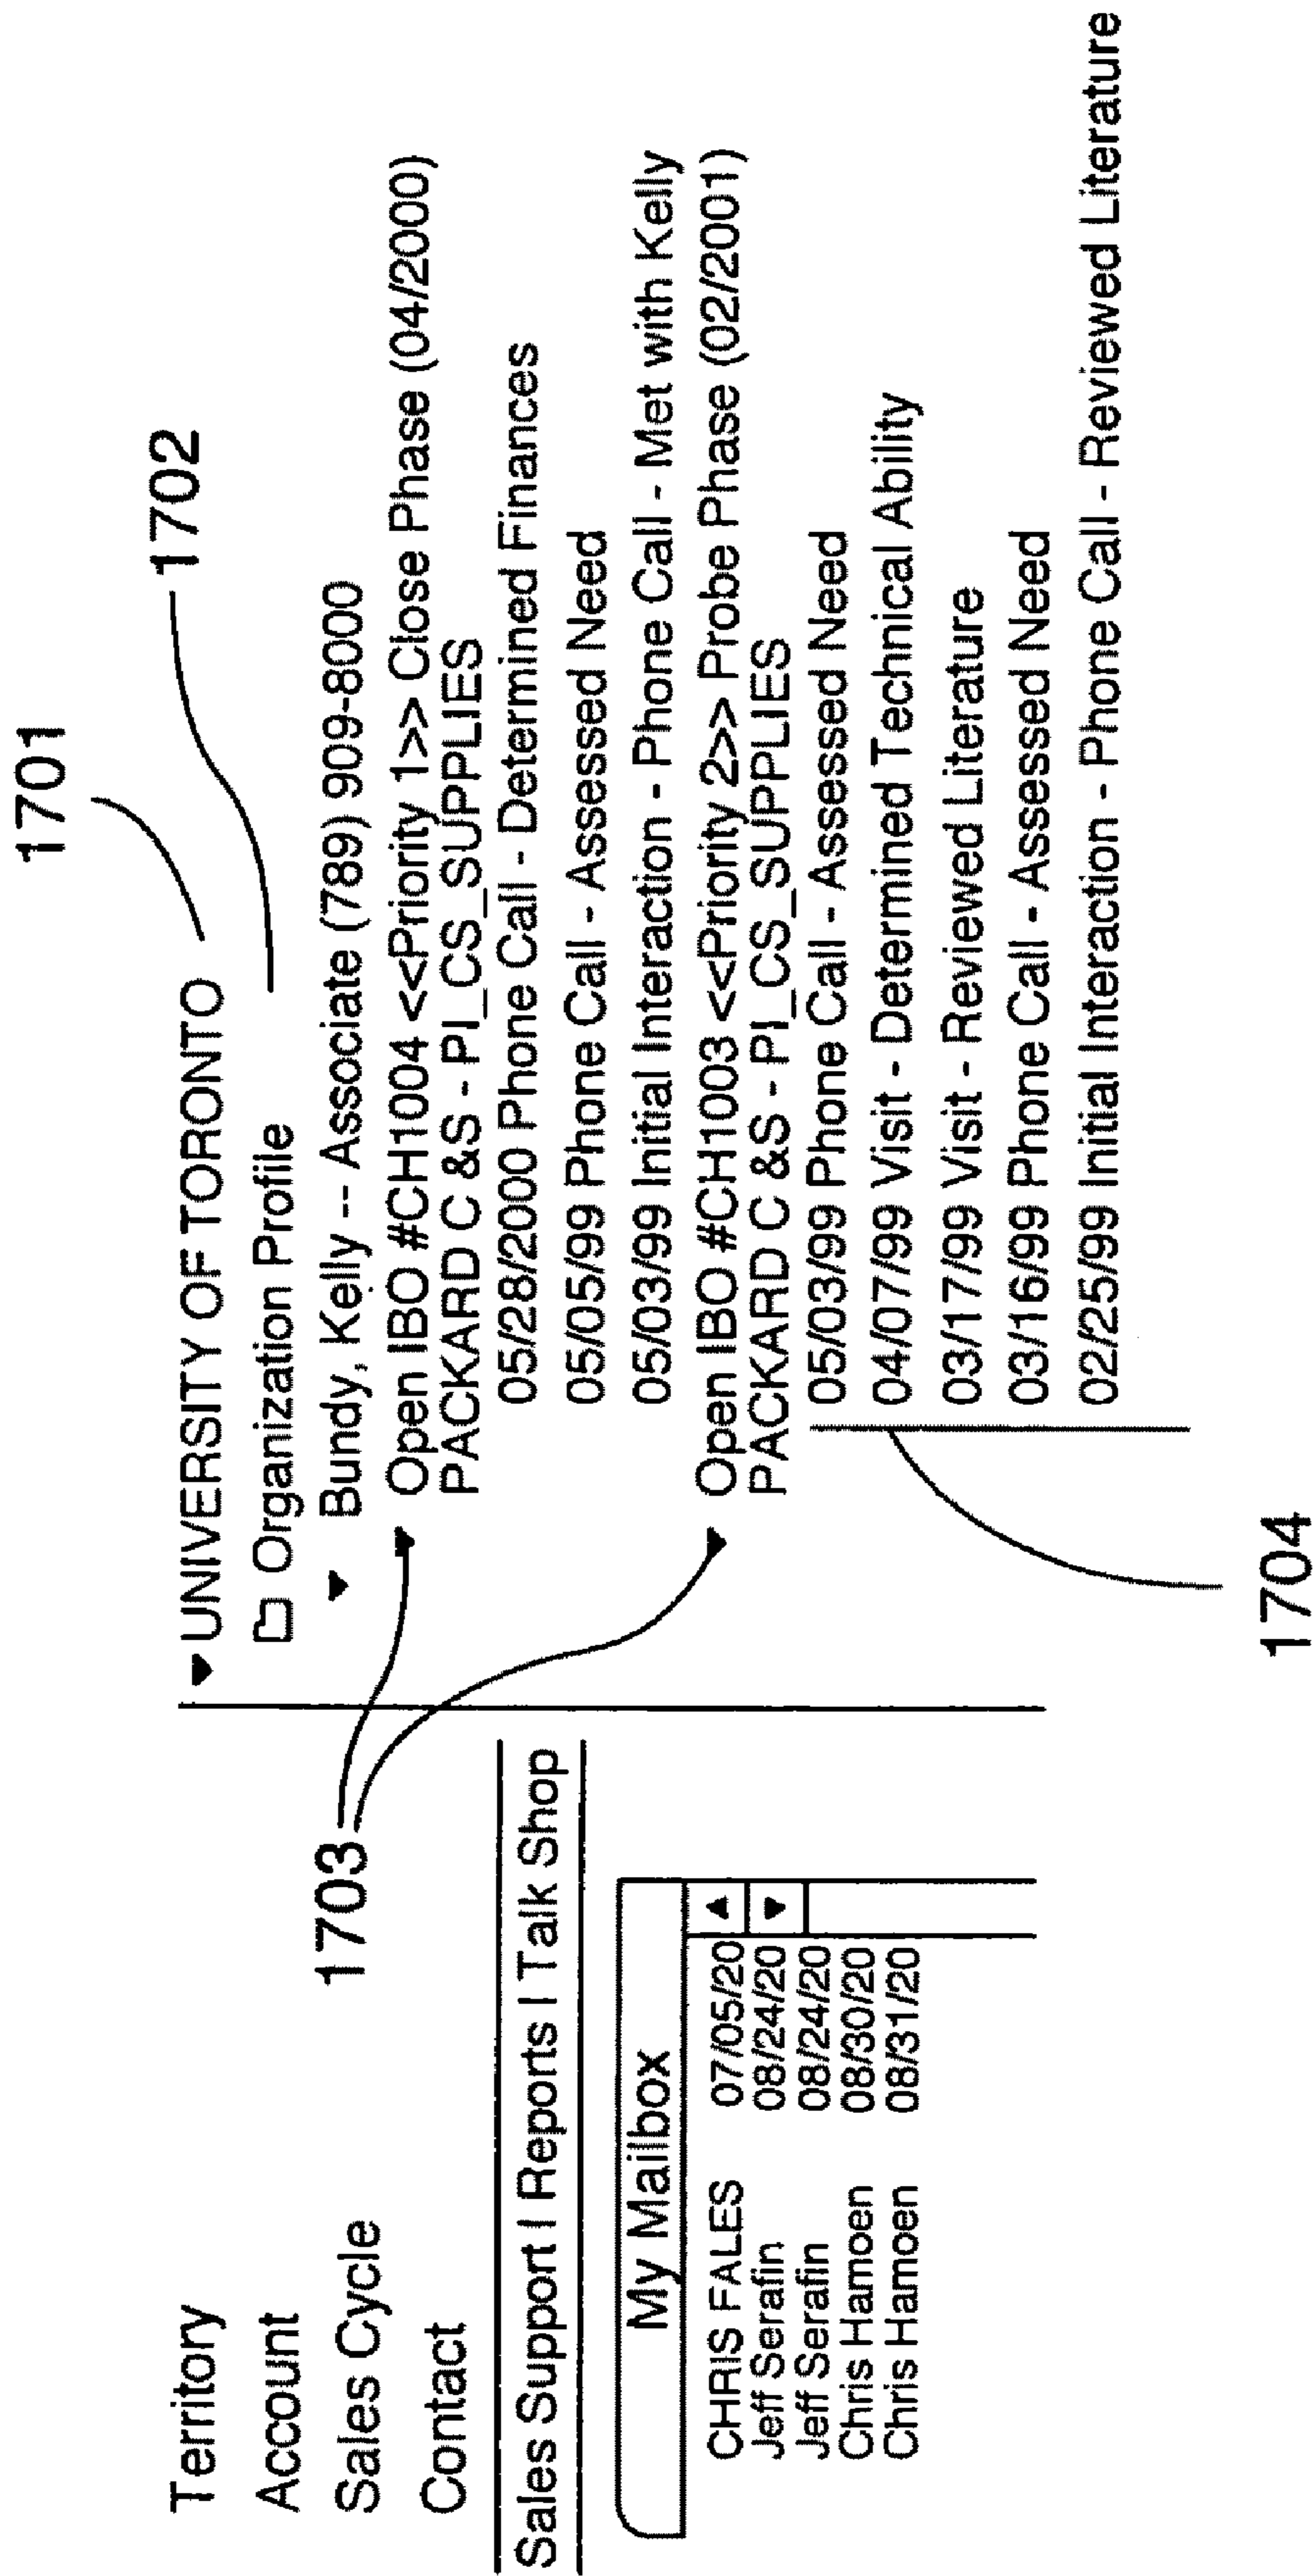 1701
1702
1703
1704
Territory
Account
Sales Cycle
Contact
Sales Support | Reports | Talk Shop
My Mailbox
CHRIS FALES 07/05/20
Jeff Serafin 08/24/20
Jeff Serafin 08/24/20
Chris Hamoen 08/30/20
Chris Hamoen 08/31/20
UNIVERSITY OF TORONTO
Organization Profile
Bundy, Kelly -- Associate (789) 909-8000
Open IBO #CH1004 <<Priority 1>> Close Phase (04/2000)
PACKARD C &S - PI_CS_SUPPLIES
05/28/2000 Phone Call - Determined Finances
05/05/99 Phone Call - Assessed Need
05/03/99 Initial Interaction - Phone Call - Met with Kelly
Open IBO #CH1003 <<Priority 2>> Probe Phase (02/2001)
PACKARD C &S - PI_CS_SUPPLIES
05/03/99 Phone Call - Assessed Need
04/07/99 Visit - Determined Technical Ability
03/17/99 Visit - Reviewed Literature
03/16/99 Phone Call - Assessed Need
02/25/99 Initial Interaction - Phone Call - Reviewed Literature